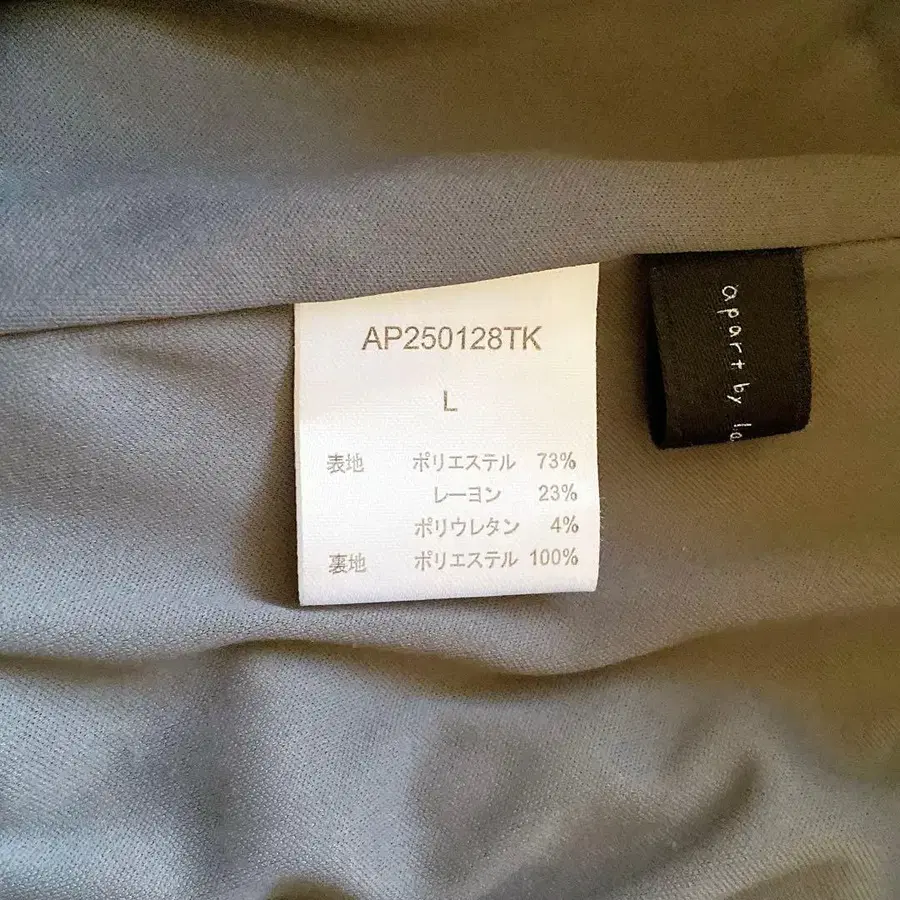 AP250128TK
L
表地 ポリエステル 73%
レーヨン 23%
ポリウレタン 4%
裏地 ポリエステル 100%
apart by